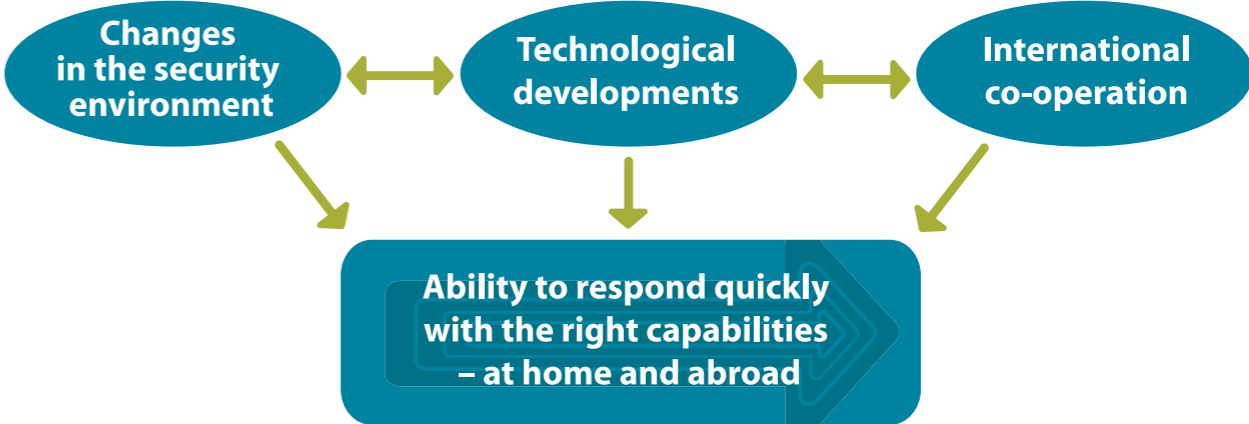 Changes
in the security
environment
Technological
developments
International
co-operation
Ability to respond quickly
with the right capabilities
– at home and abroad